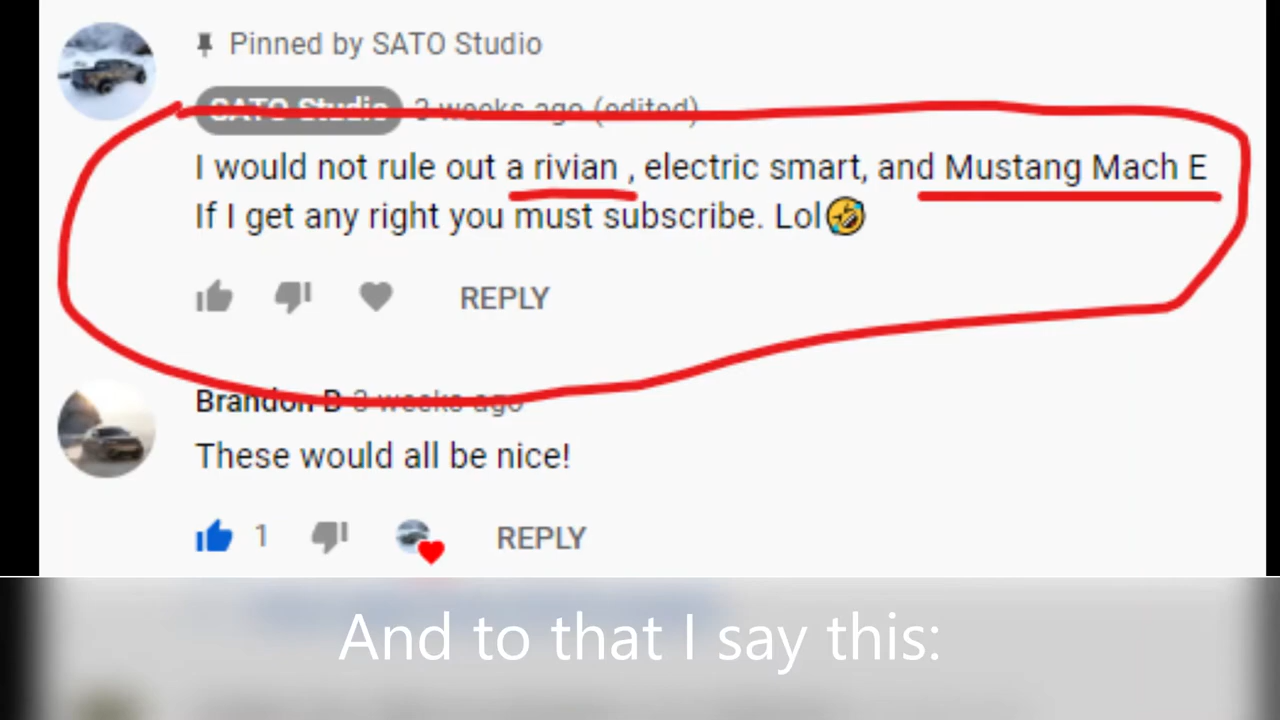 Pinned by SATO Studio
SATO Studio 3 weeks ago (edited)
I would not rule out a rivian , electric smart, and Mustang Mach E
If I get any right you must subscribe. Lol🤣
REPLY
Brandon B 3 weeks ago
These would all be nice!
1 REPLY
And to that I say this: